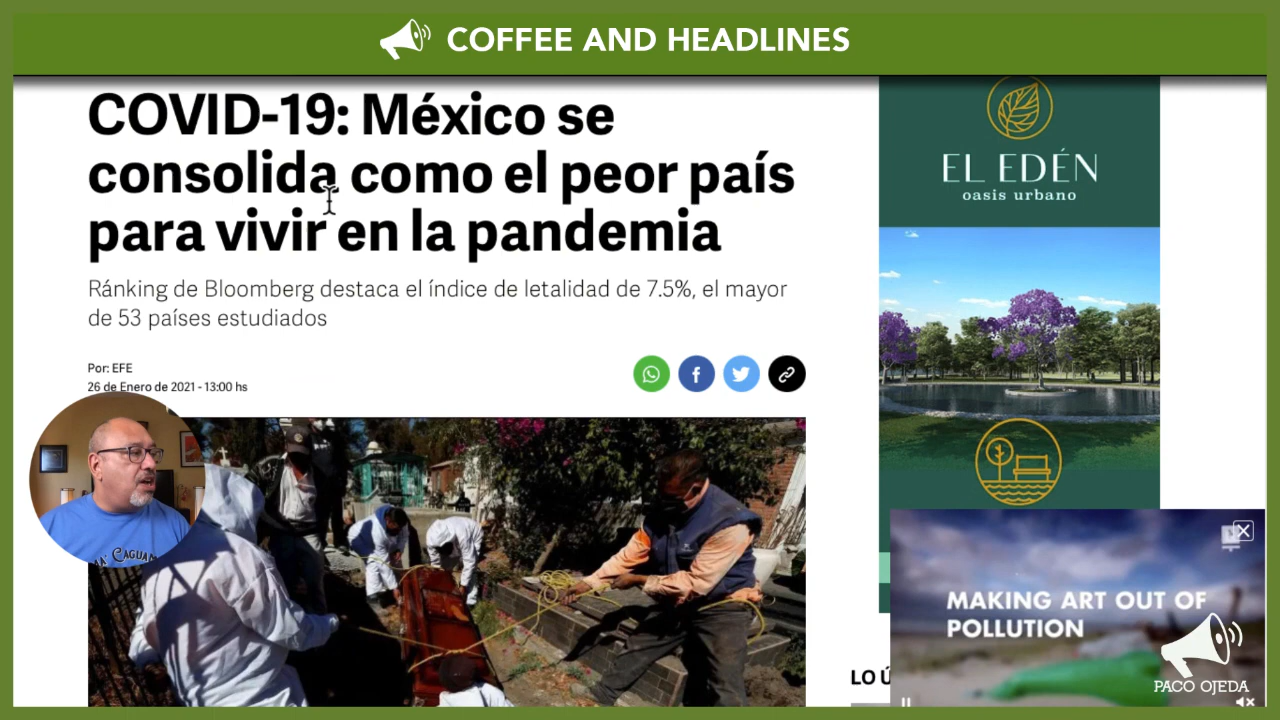 COFFEE AND HEADLINES
COVID-19: México se
consolida como el peor país
para vivir en la pandemia
Ránking de Bloomberg destaca el índice de letalidad de 7.5%, el mayor
de 53 países estudiados
Por: EFE
26 de Enero de 2021 - 13:00 hs
EL EDÉN
oasis urbano
MAKING ART OUT OF
POLLUTION
LO Ú
PACO OJEDA